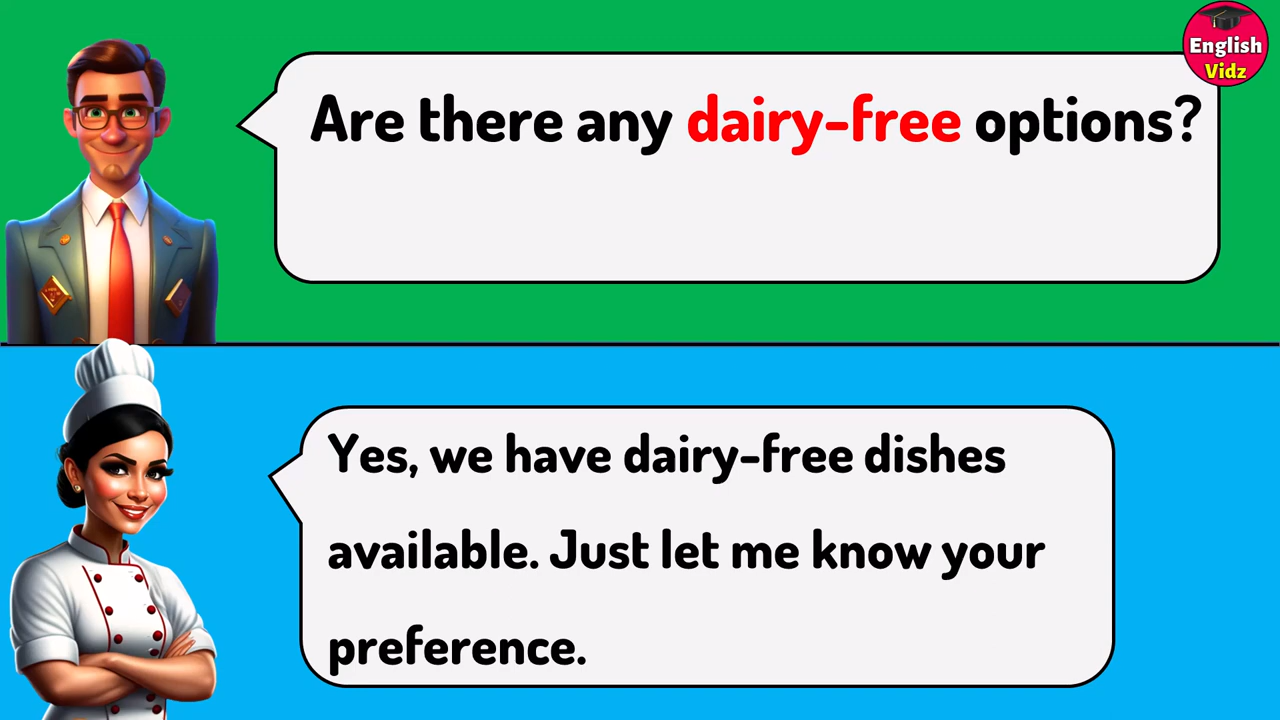 English
Vidz
Are there any dairy-free options?
Yes, we have dairy-free dishes
available. Just let me know your
preference.